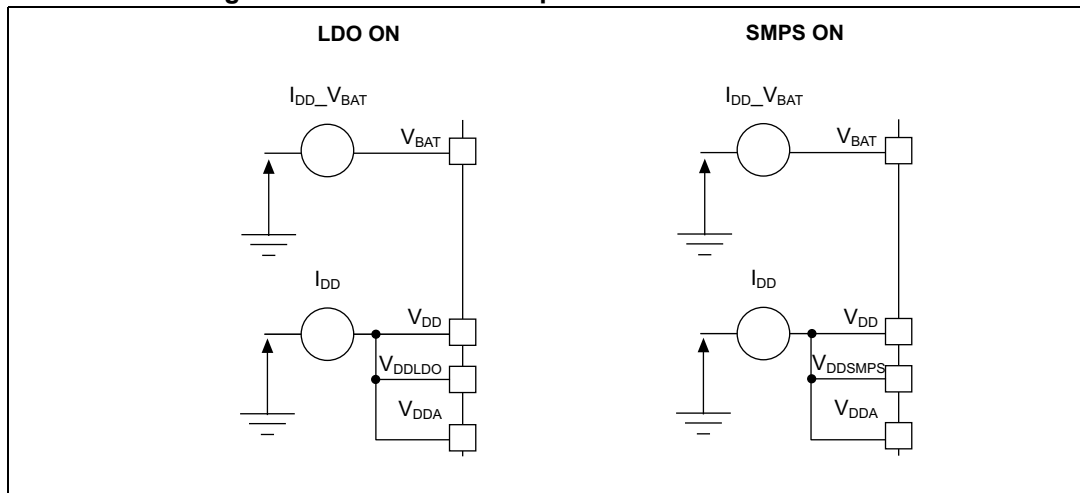 LDO ON
SMPS ON
IDD_VBAT
IDD_VBAT
VBAT
VBAT
IDD
IDD
VDD
VDD
VDDLDO
VDDSMPS
VDDA
VDDA